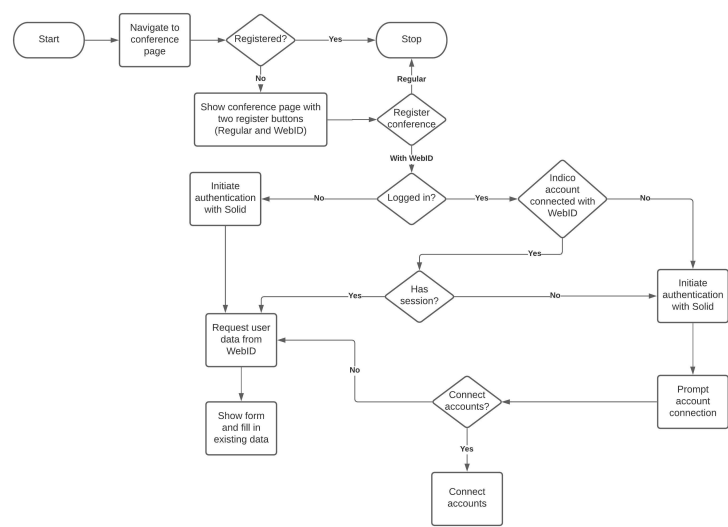 Start
Navigate to
conference
page
Registered?
Yes
Stop
No
Regular
Show conference page with
two register buttons
(Regular and WebID)
Register
conference
With WebID
Initiate
authentication
with Solid
No
Logged in?
Yes
Indico
account
connected with
WebID
No
Yes
Has
session?
Yes
No
Initiate
authentication
with Solid
Request user
data from
WebID
No
Connect
accounts?
Prompt
account
connection
Show form
and fill in
existing data
Yes
Connect
accounts